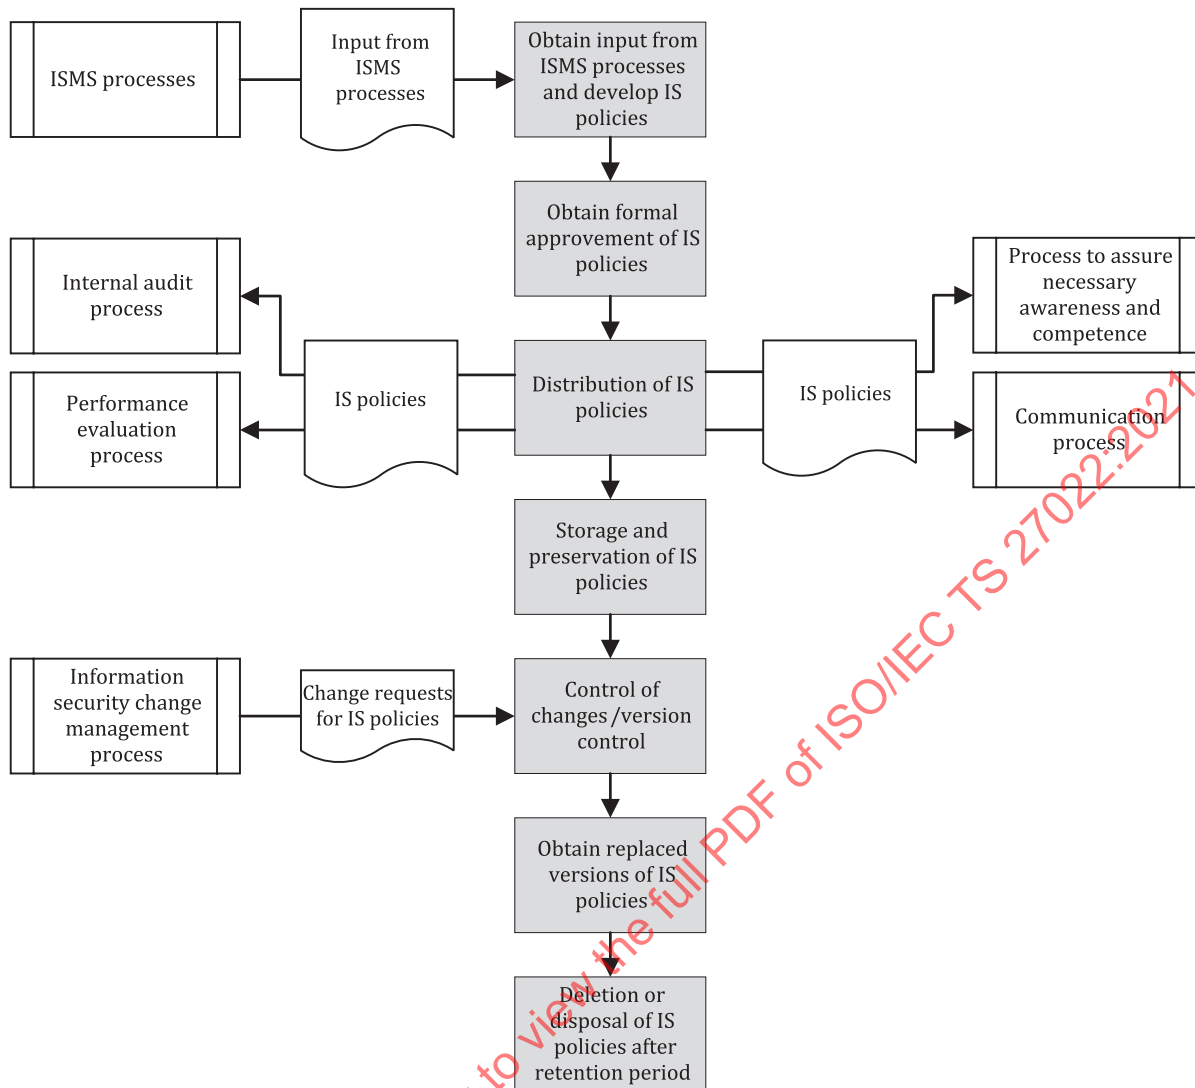 ISMS processes
Input from
ISMS
processes
Obtain input from
ISMS processes
and develop IS
policies
Obtain formal
approvement of IS
policies
Internal audit
process
Process to assure
necessary
awareness and
competence
IS policies
Distribution of IS
policies
IS policies
Performance
evaluation
process
Communication
process
Storage and
preservation of IS
policies
Information
security change
management
process
Change requests
for IS policies
Control of
changes /version
control
Obtain replaced
versions of IS
policies
Deletion or
disposal of IS
policies after
retention period
to view the full PDF of ISO/IEC TS 27022:2021